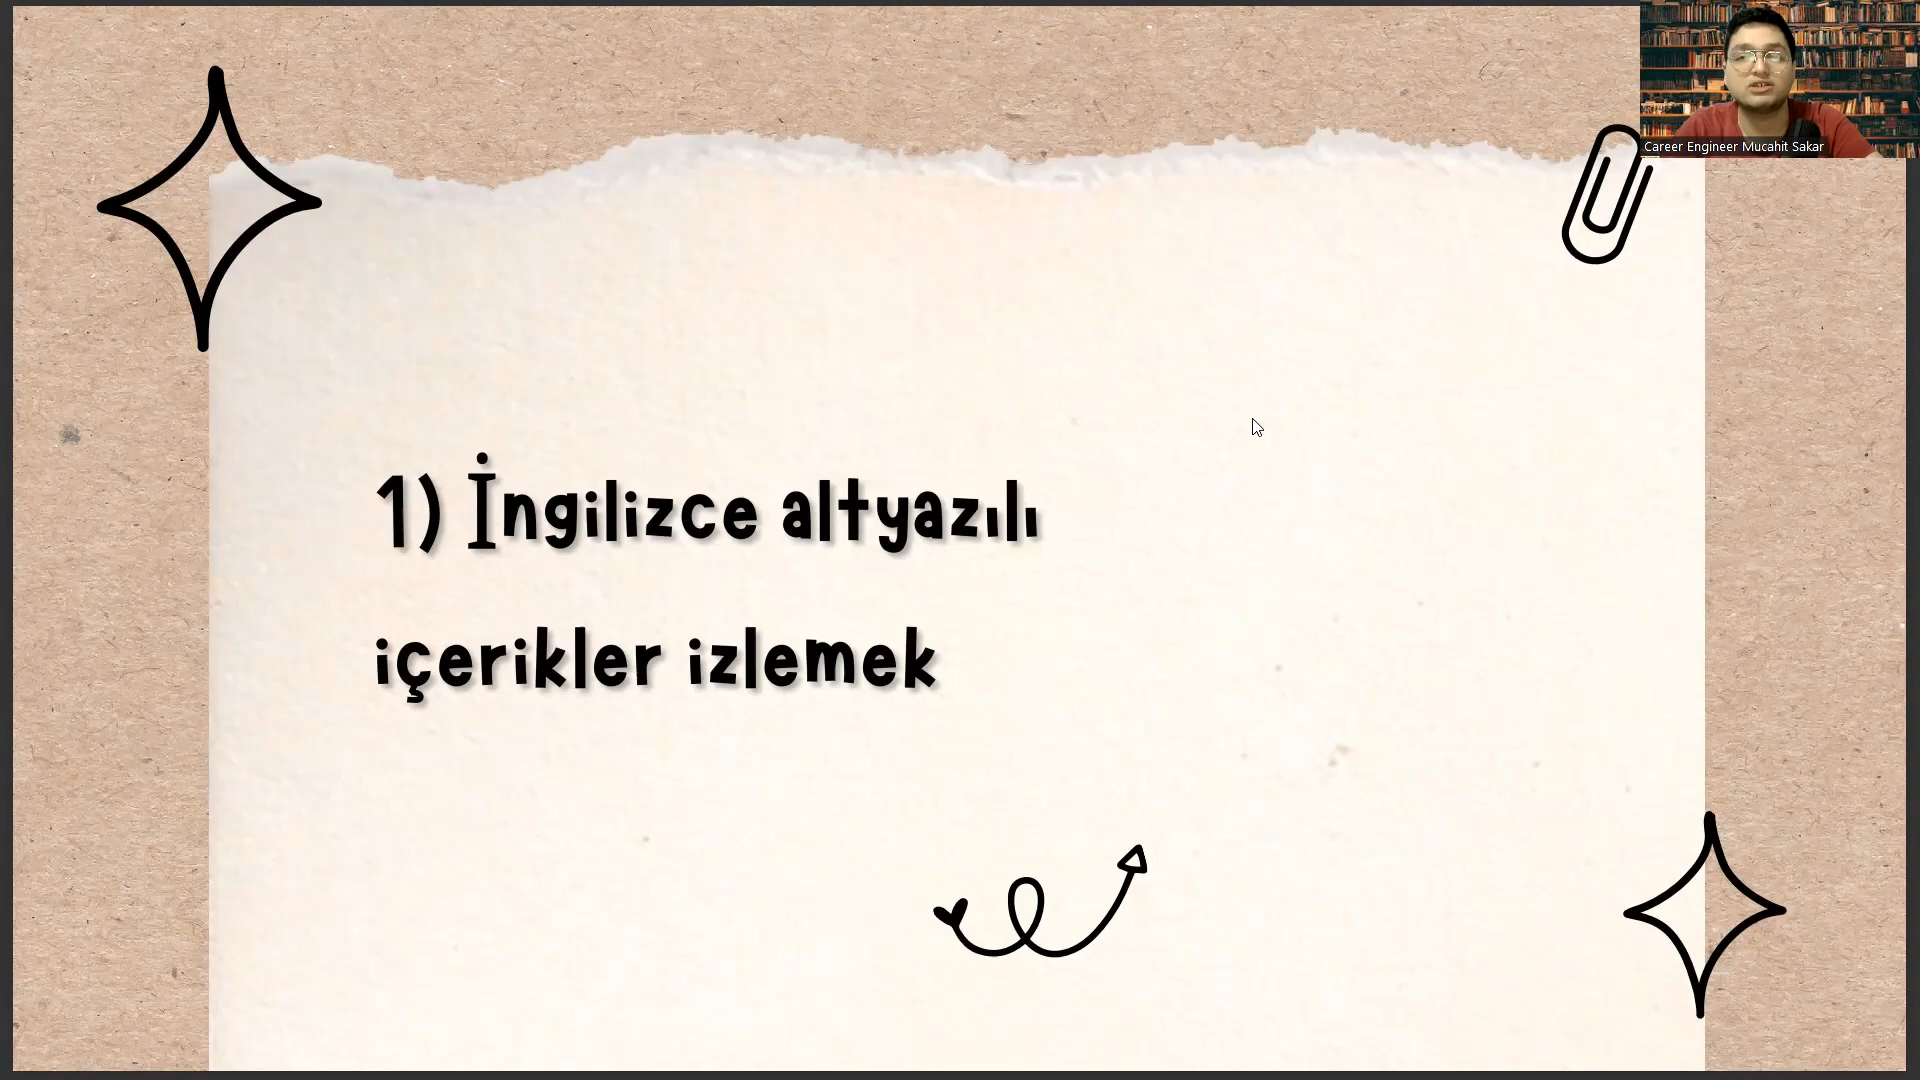 Career Engineer Mucahit Sakar
1) İngilizce altyazılı
içerikler izlemek